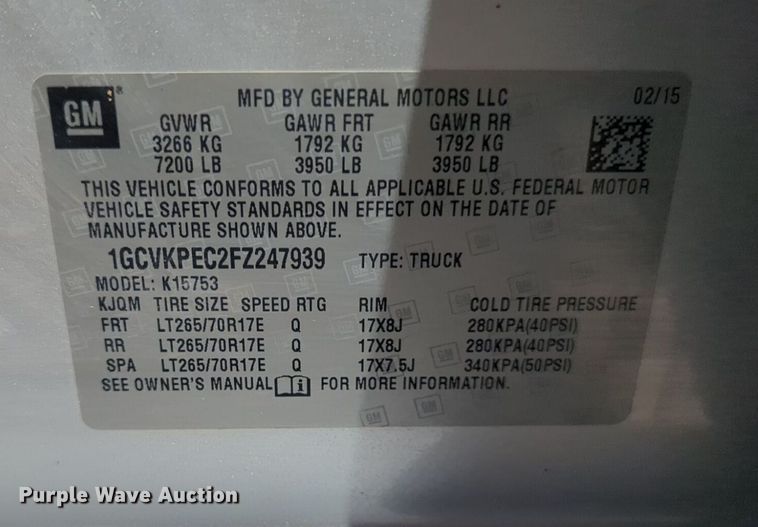 GM ® MFD BY GENERAL MOTORS LLC 02/15
GVWR GAWR FRT GAWR RR
3266 KG 1792 KG 1792 KG
7200 LB 3950 LB 3950 LB
THIS VEHICLE CONFORMS TO ALL APPLICABLE U.S. FEDERAL MOTOR
VEHICLE SAFETY STANDARDS IN EFFECT ON THE DATE OF
MANUFACTURE SHOWN ABOVE.
1GCVKPEC2FZ247939 TYPE: TRUCK
MODEL: K15753
KJQM TIRE SIZE SPEED RTG RIM COLD TIRE PRESSURE
FRT LT265/70R17E Q 17X8J 280KPA(40PSI)
RR LT265/70R17E Q 17X8J 280KPA(40PSI)
SPA LT265/70R17E Q 17X7.5J 340KPA(50PSI)
SEE OWNER'S MANUAL i FOR MORE INFORMATION.
Purple Wave Auction